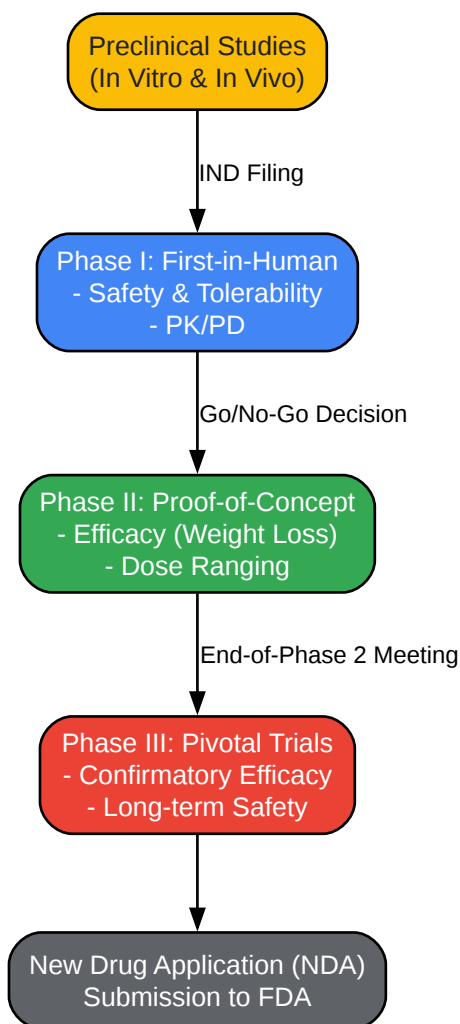 Preclinical Studies
(In Vitro & In Vivo)
IND Filing
Phase I: First-in-Human
- Safety & Tolerability
- PK/PD
Go/No-Go Decision
Phase II: Proof-of-Concept
- Efficacy (Weight Loss)
- Dose Ranging
End-of-Phase 2 Meeting
Phase III: Pivotal Trials
- Confirmatory Efficacy
- Long-term Safety
New Drug Application (NDA)
Submission to FDA